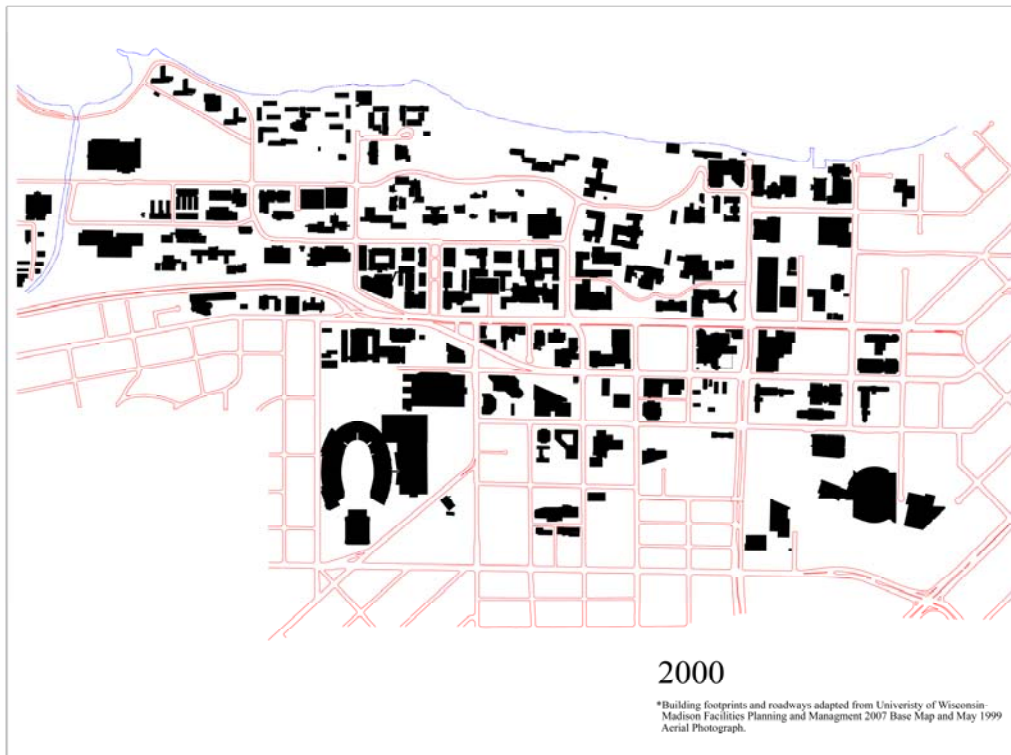 2000
*Building footprints and roadways adapted from Univeristy of Wisconsin-
Madison Facilities Planning and Managment 2007 Base Map and May 1999
Aerial Photograph.